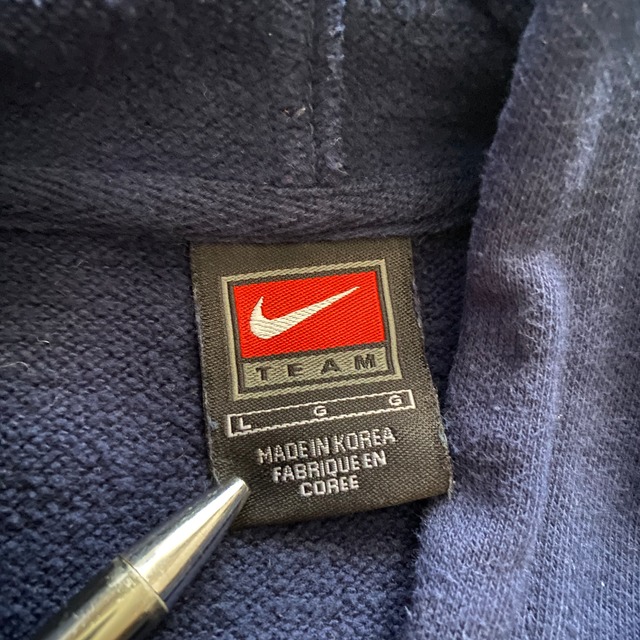 TEAM
L G G
MADE IN KOREA
FABRIQUE EN
COREE